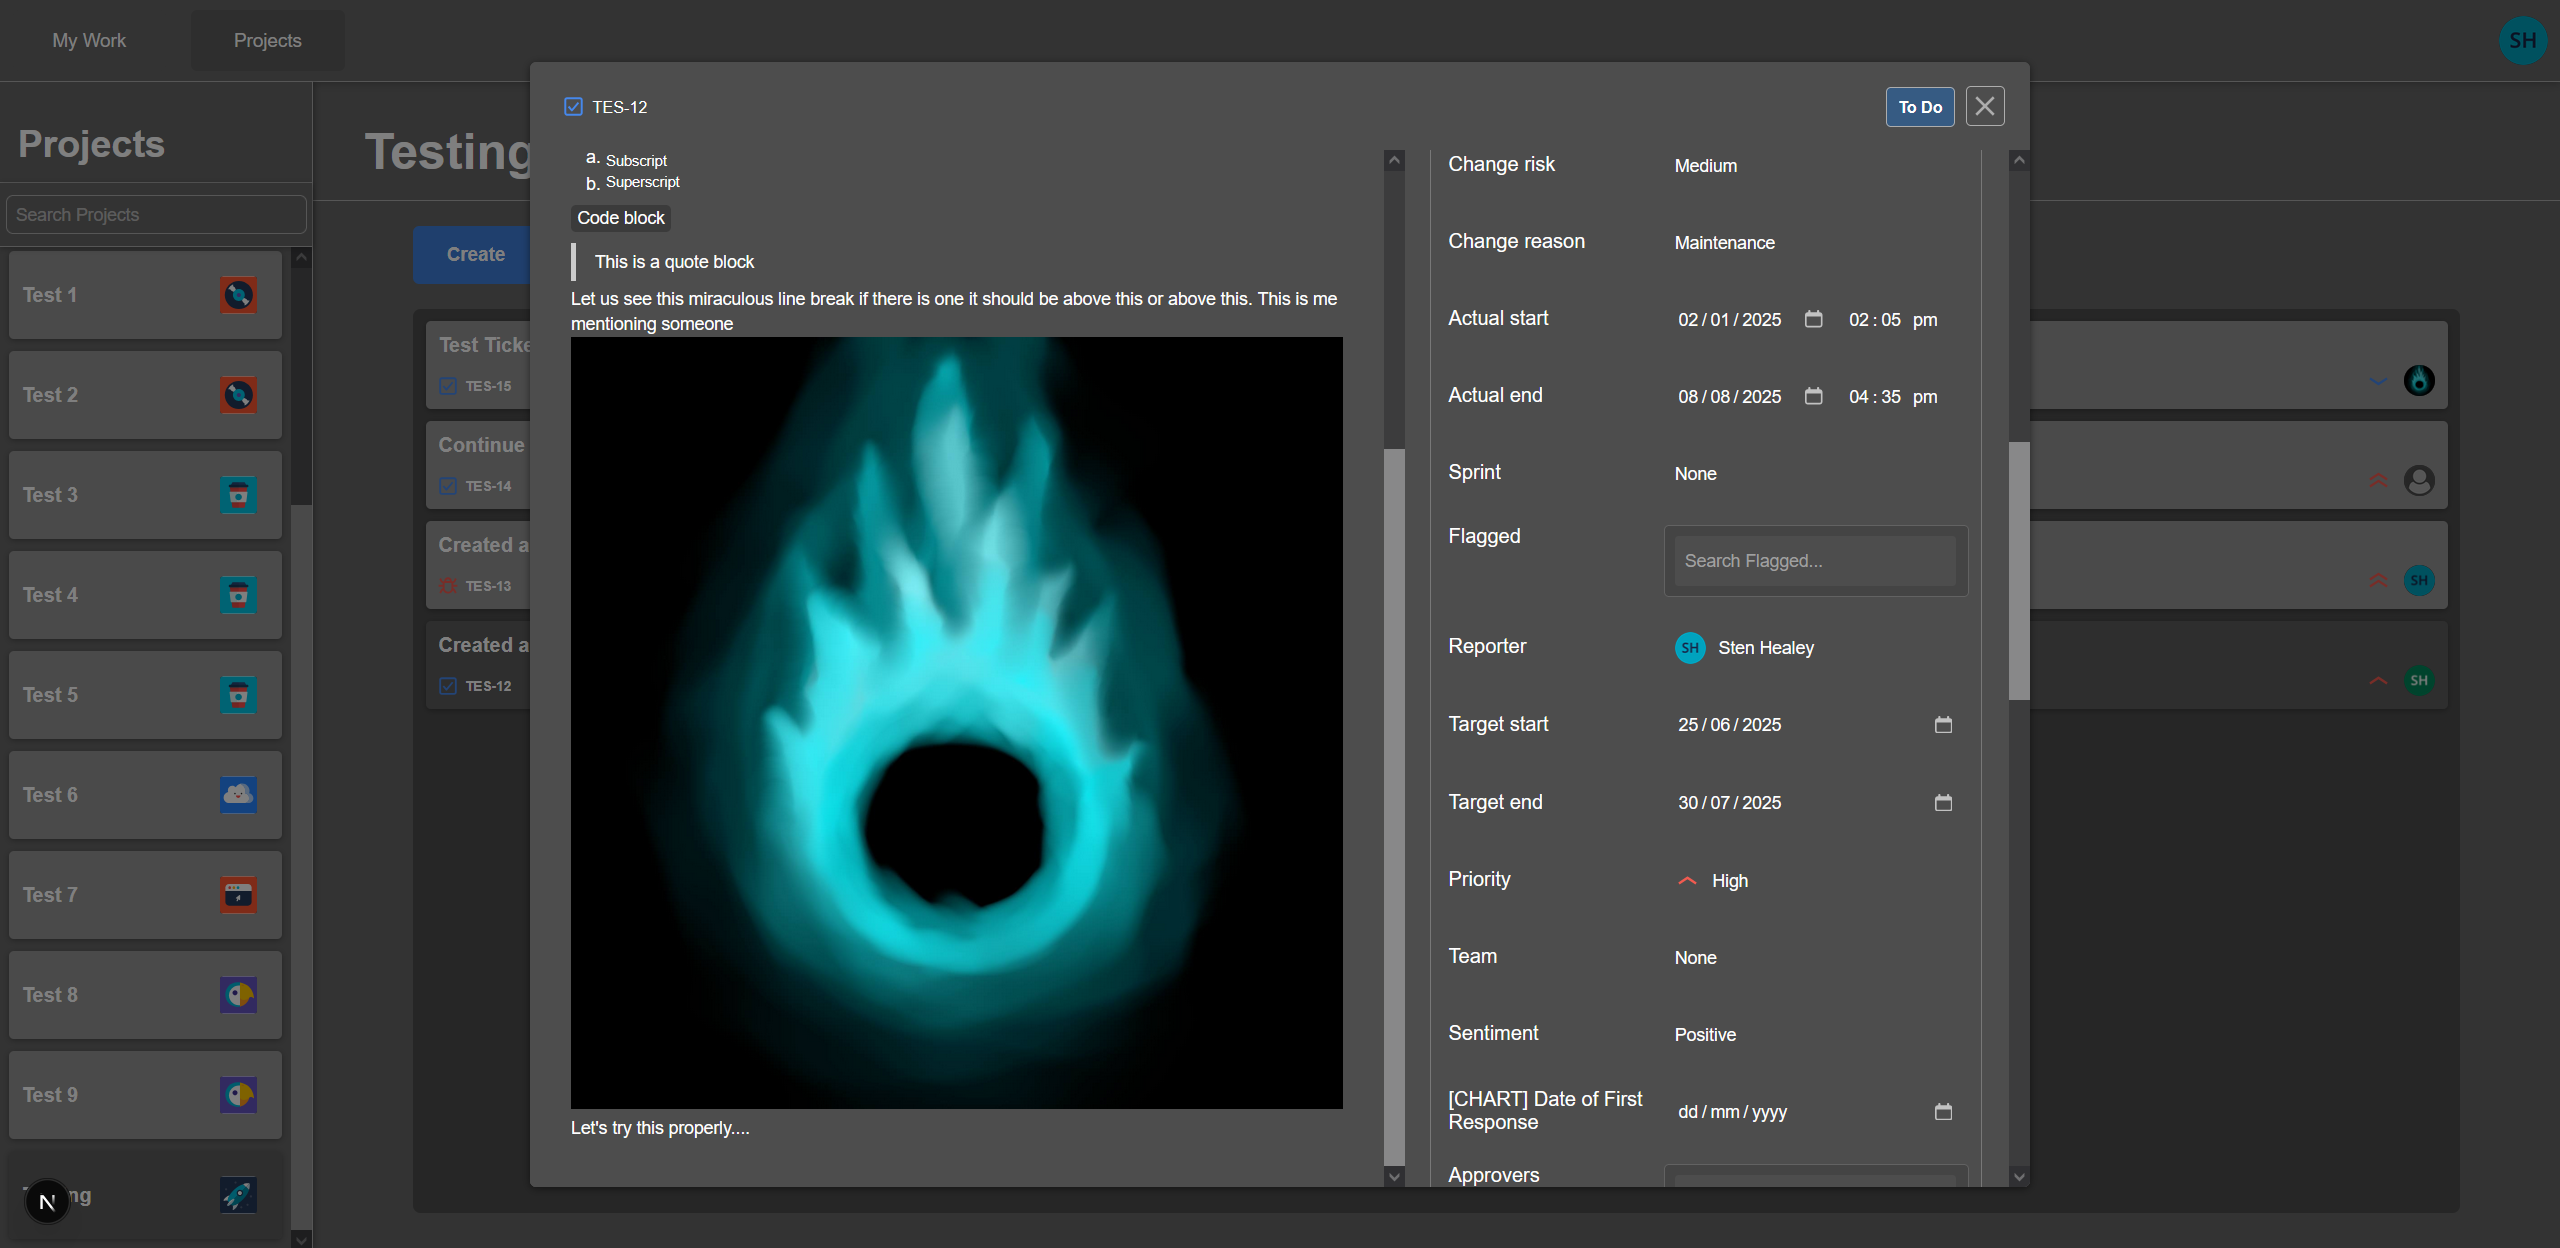 My Work
Projects
SH
Projects
Search Projects
Test 1
Test 2
Test 3
Test 4
Test 5
Test 6
Test 7
Test 8
Test 9
N
ng
Testing
Create
Test Ticke
TES-15
Continue
TES-14
Created a
TES-13
Created a
TES-12
SH
SH
TES-12
To Do
a. Subscript
b. Superscript
Code block
This is a quote block
Let us see this miraculous line break if there is one it should be above this or above this. This is me
mentioning someone
Let's try this properly....
Change risk Medium
Change reason Maintenance
Actual start 02/01/2025 02:05 pm
Actual end 08/08/2025 04:35 pm
Sprint None
Flagged Search Flagged...
Reporter SH Sten Healey
Target start 25/06/2025
Target end 30/07/2025
Priority High
Team None
Sentiment Positive
[CHART] Date of First
Response dd/mm/yyyy
Approvers